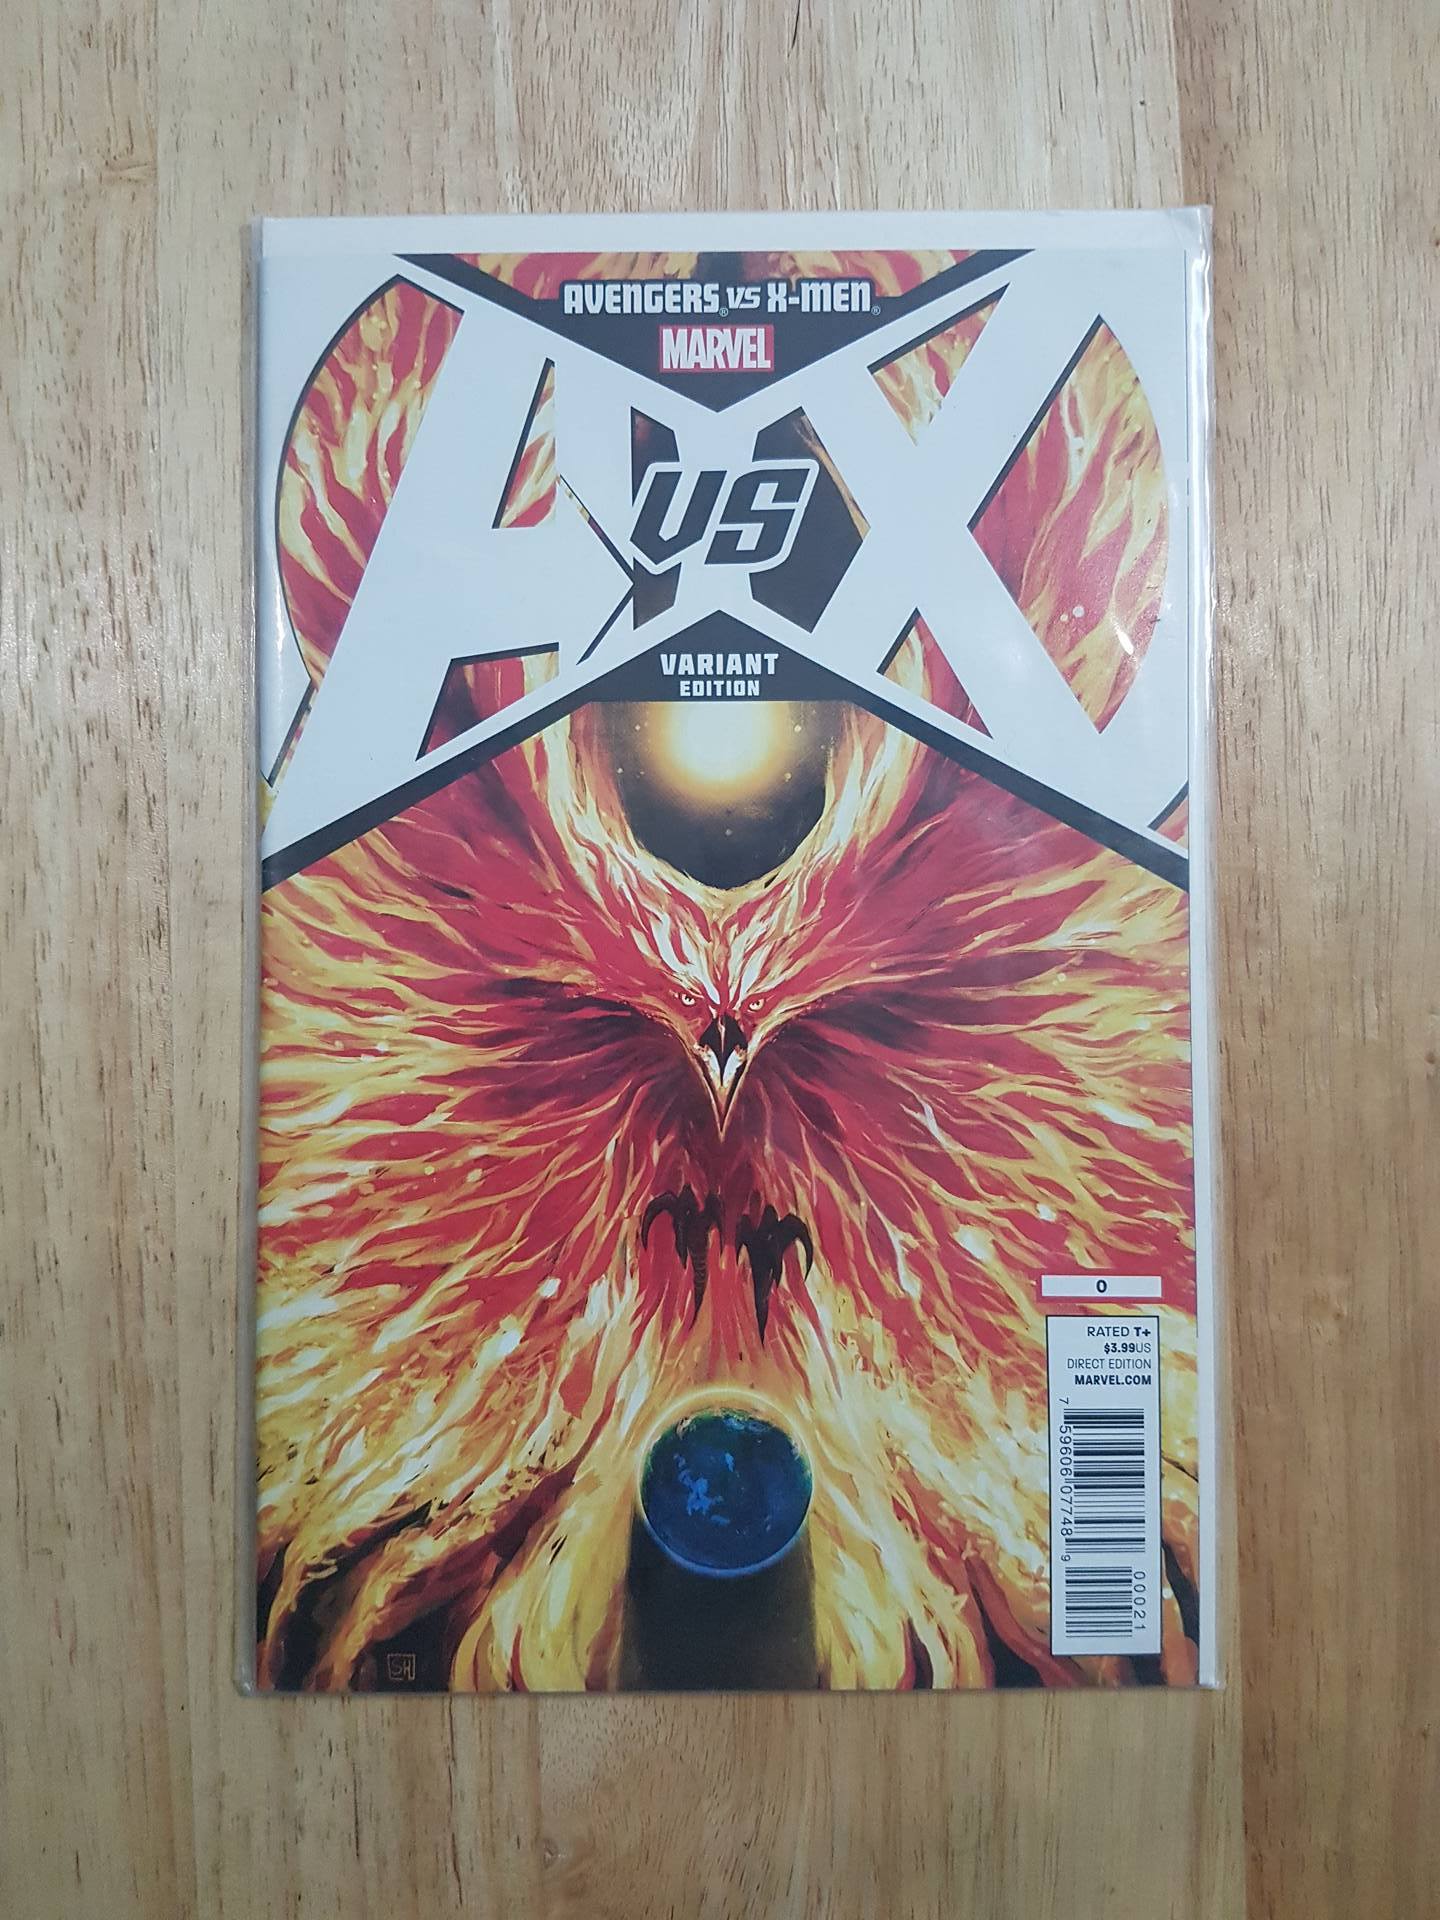 AVENGERS® VS X-MEN®
MARVEL
A VS X
VARIANT
EDITION
0
RATED T+
$3.99US
DIRECT EDITION
MARVEL.COM
7 59606 07748 9
00021
SH